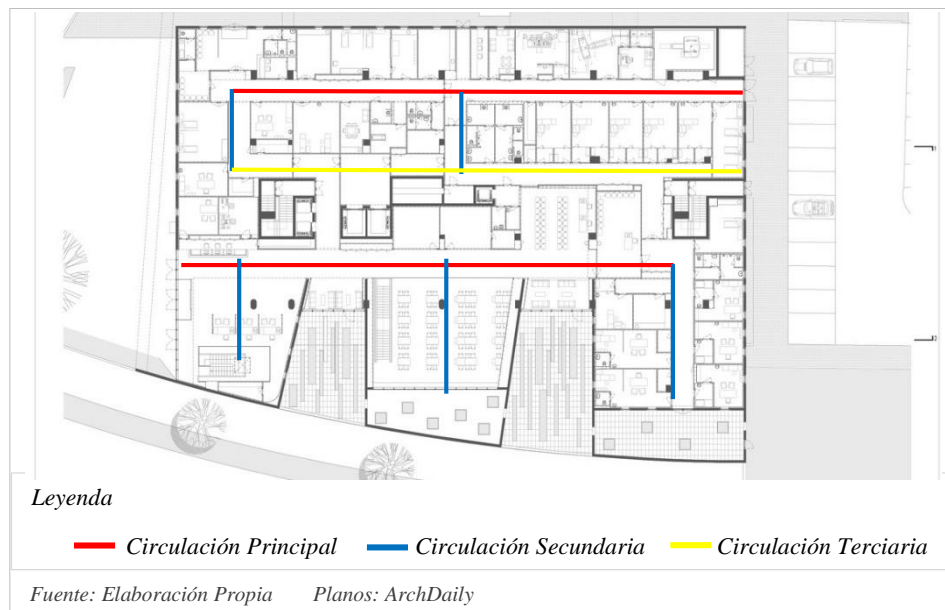 Leyenda
Circulación Principal Circulación Secundaria Circulación Terciaria
Fuente: Elaboración Propia Planos: ArchDaily